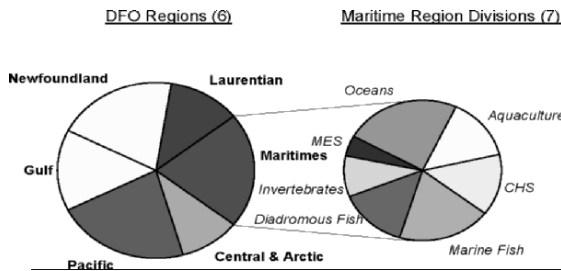 DFO Regions (6)
Maritime Region Divisions (7)
Newfoundland
Laurentian
Oceans
Aquaculture
MES
Maritimes
Gulf
Invertebrates
CHS
Diadromous Fish
Marine Fish
Central & Arctic
Pacific